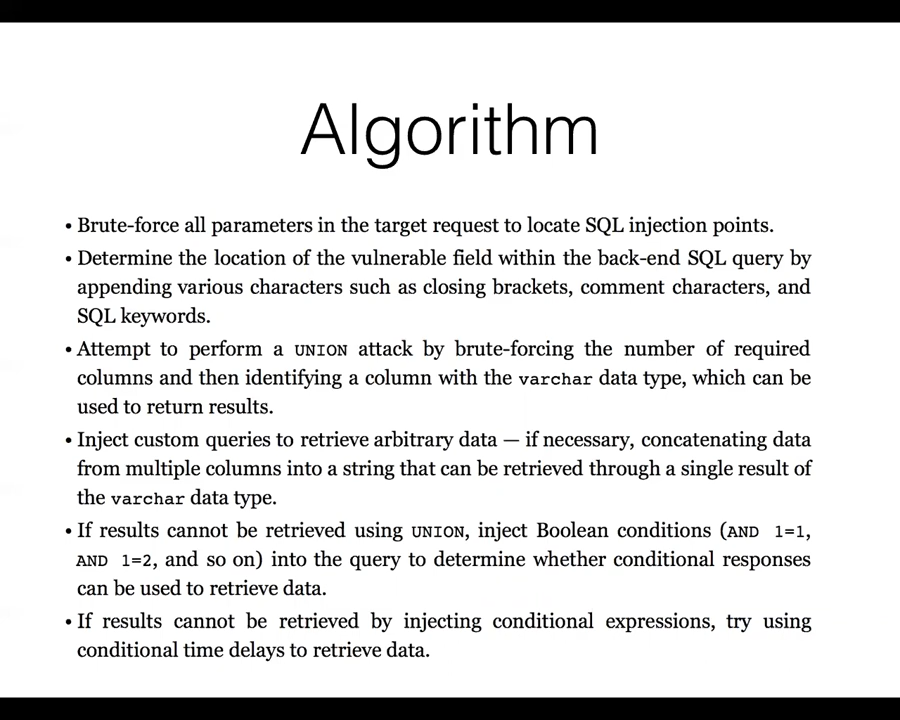 Algorithm
• Brute-force all parameters in the target request to locate SQL injection points.
• Determine the location of the vulnerable field within the back-end SQL query by
appending various characters such as closing brackets, comment characters, and
SQL keywords.
• Attempt to perform a UNION attack by brute-forcing the number of required
columns and then identifying a column with the varchar data type, which can be
used to return results.
• Inject custom queries to retrieve arbitrary data — if necessary, concatenating data
from multiple columns into a string that can be retrieved through a single result of
the varchar data type.
• If results cannot be retrieved using UNION, inject Boolean conditions (AND 1=1,
AND 1=2, and so on) into the query to determine whether conditional responses
can be used to retrieve data.
• If results cannot be retrieved by injecting conditional expressions, try using
conditional time delays to retrieve data.